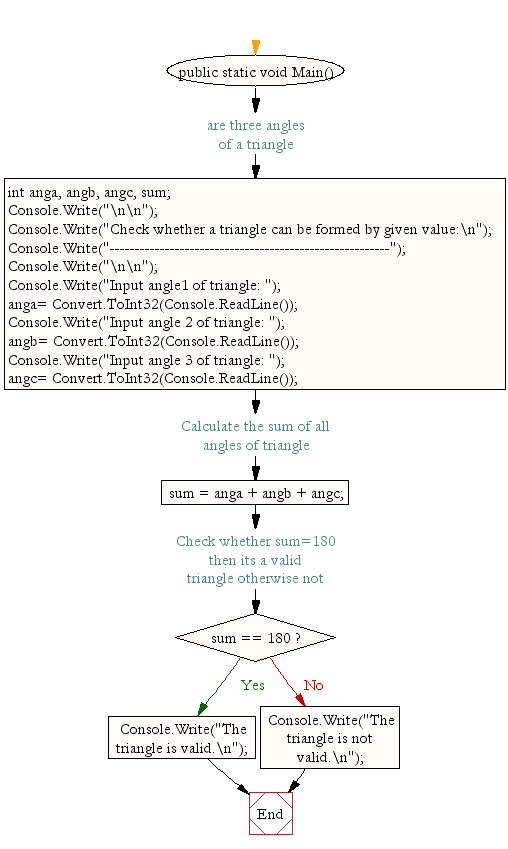 public static void Main()
are three angles
of a triangle
int anga, angb, angc, sum;
Console.Write("\n\n");
Console.Write("Check whether a triangle can be formed by given value:\n");
Console.Write("--------------------------------------------------------");
Console.Write("\n\n");
Console.Write("Input angle1 of triangle: ");
anga= Convert.ToInt32(Console.ReadLine());
Console.Write("Input angle 2 of triangle: ");
angb= Convert.ToInt32(Console.ReadLine());
Console.Write("Input angle 3 of triangle: ");
angc= Convert.ToInt32(Console.ReadLine());
Calculate the sum of all
angles of triangle
sum = anga + angb + angc;
Check whether sum=180
then its a valid
triangle otherwise not
sum == 180 ?
Yes
No
Console.Write("The
triangle is valid.\n");
Console.Write("The
triangle is not
valid.\n");
End